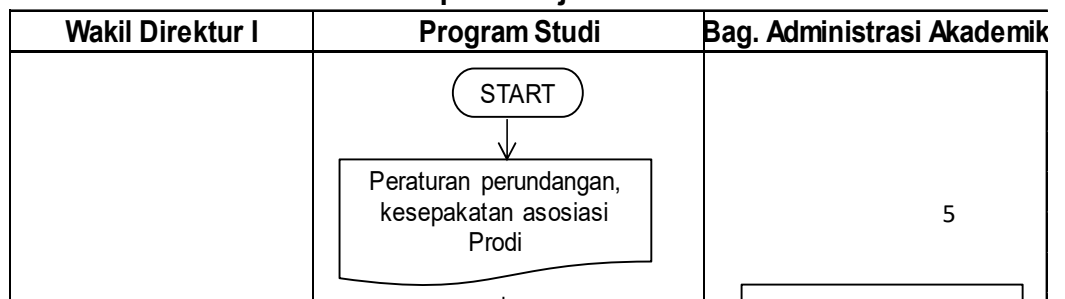 Wakil Direktur I
Program Studi
Bag. Administrasi Akademik
START
Peraturan perundangan,
kesepakatan asosiasi
Prodi
5